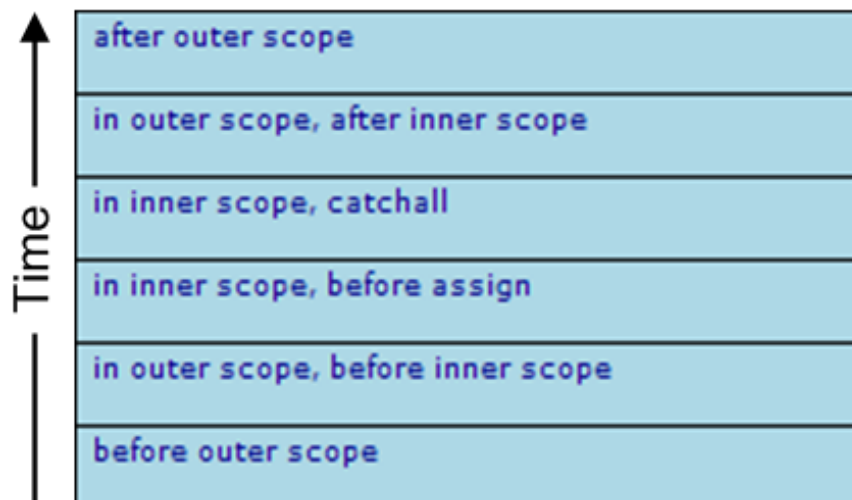 Time
after outer scope
in outer scope, after inner scope
in inner scope, catchall
in inner scope, before assign
in outer scope, before inner scope
before outer scope